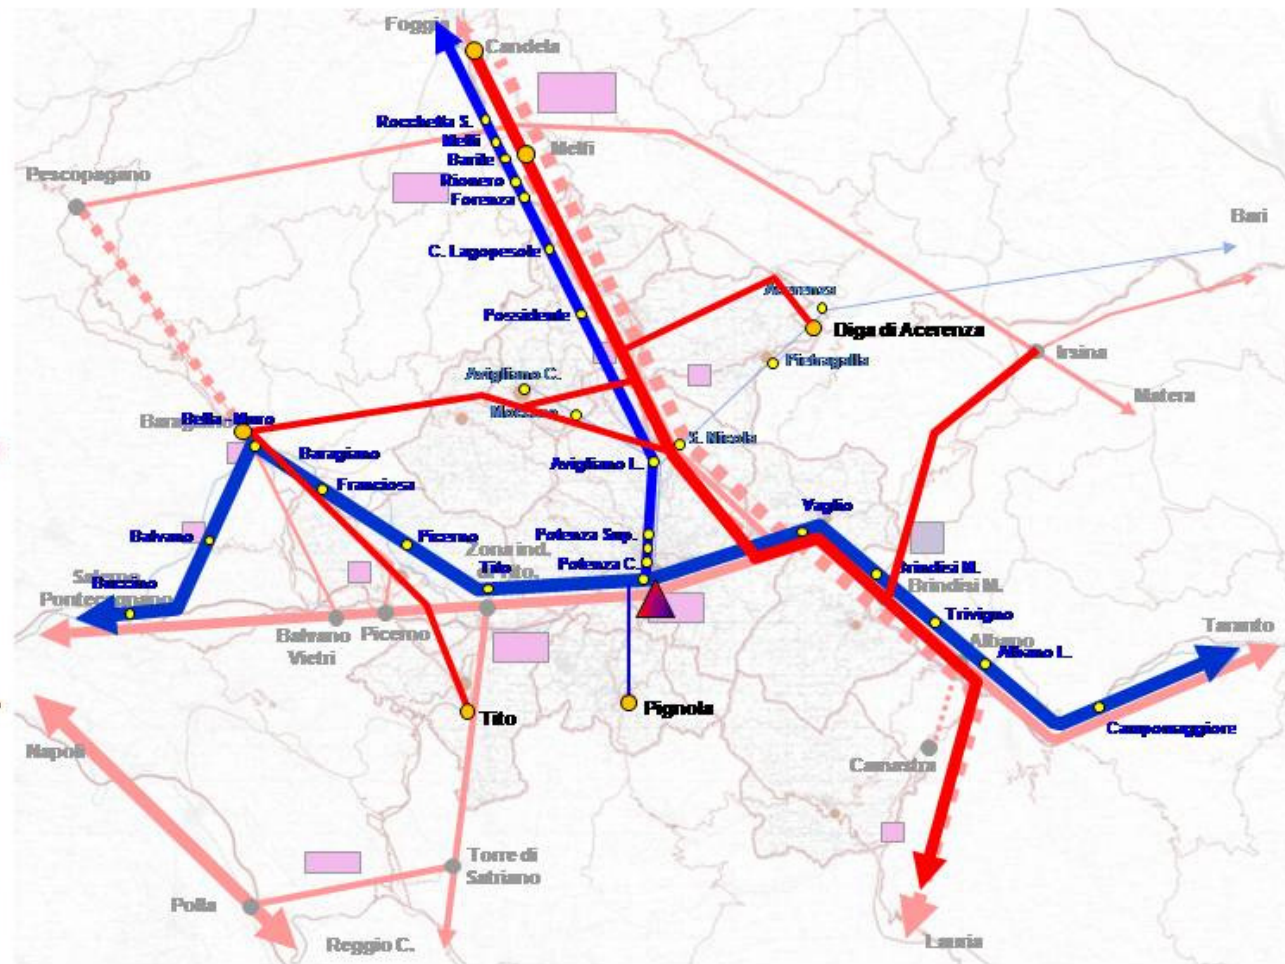 Foggia
Candela
Rocchetta S.
Melfi
Melfi
Barile
Rionero
Forenza
Pescopagano
Bari
C. Lagopesole
Acerenza
Possidente
Diga di Acerenza
Pietragalla
Irsina
Avigliano C.
Matera
Bella-Muro
S. Nicola
Baragiano
Avigliano L.
Franciosa
Vaglio
Balvano
Picerno
Potenza Sup.
Zona ind.
di Tito.
Tito
Potenza C.
Brindisi M.
Brindisi M.
Salerno
Buccino
Pontecagnano
Trivigno
Balvano
Vietri
Picerno
Albano
Albano L.
Taranto
Tito
Pignola
Campomaggiore
Napoli
Camastra
Torre di
Satriano
Polla
Reggio C.
Lauria